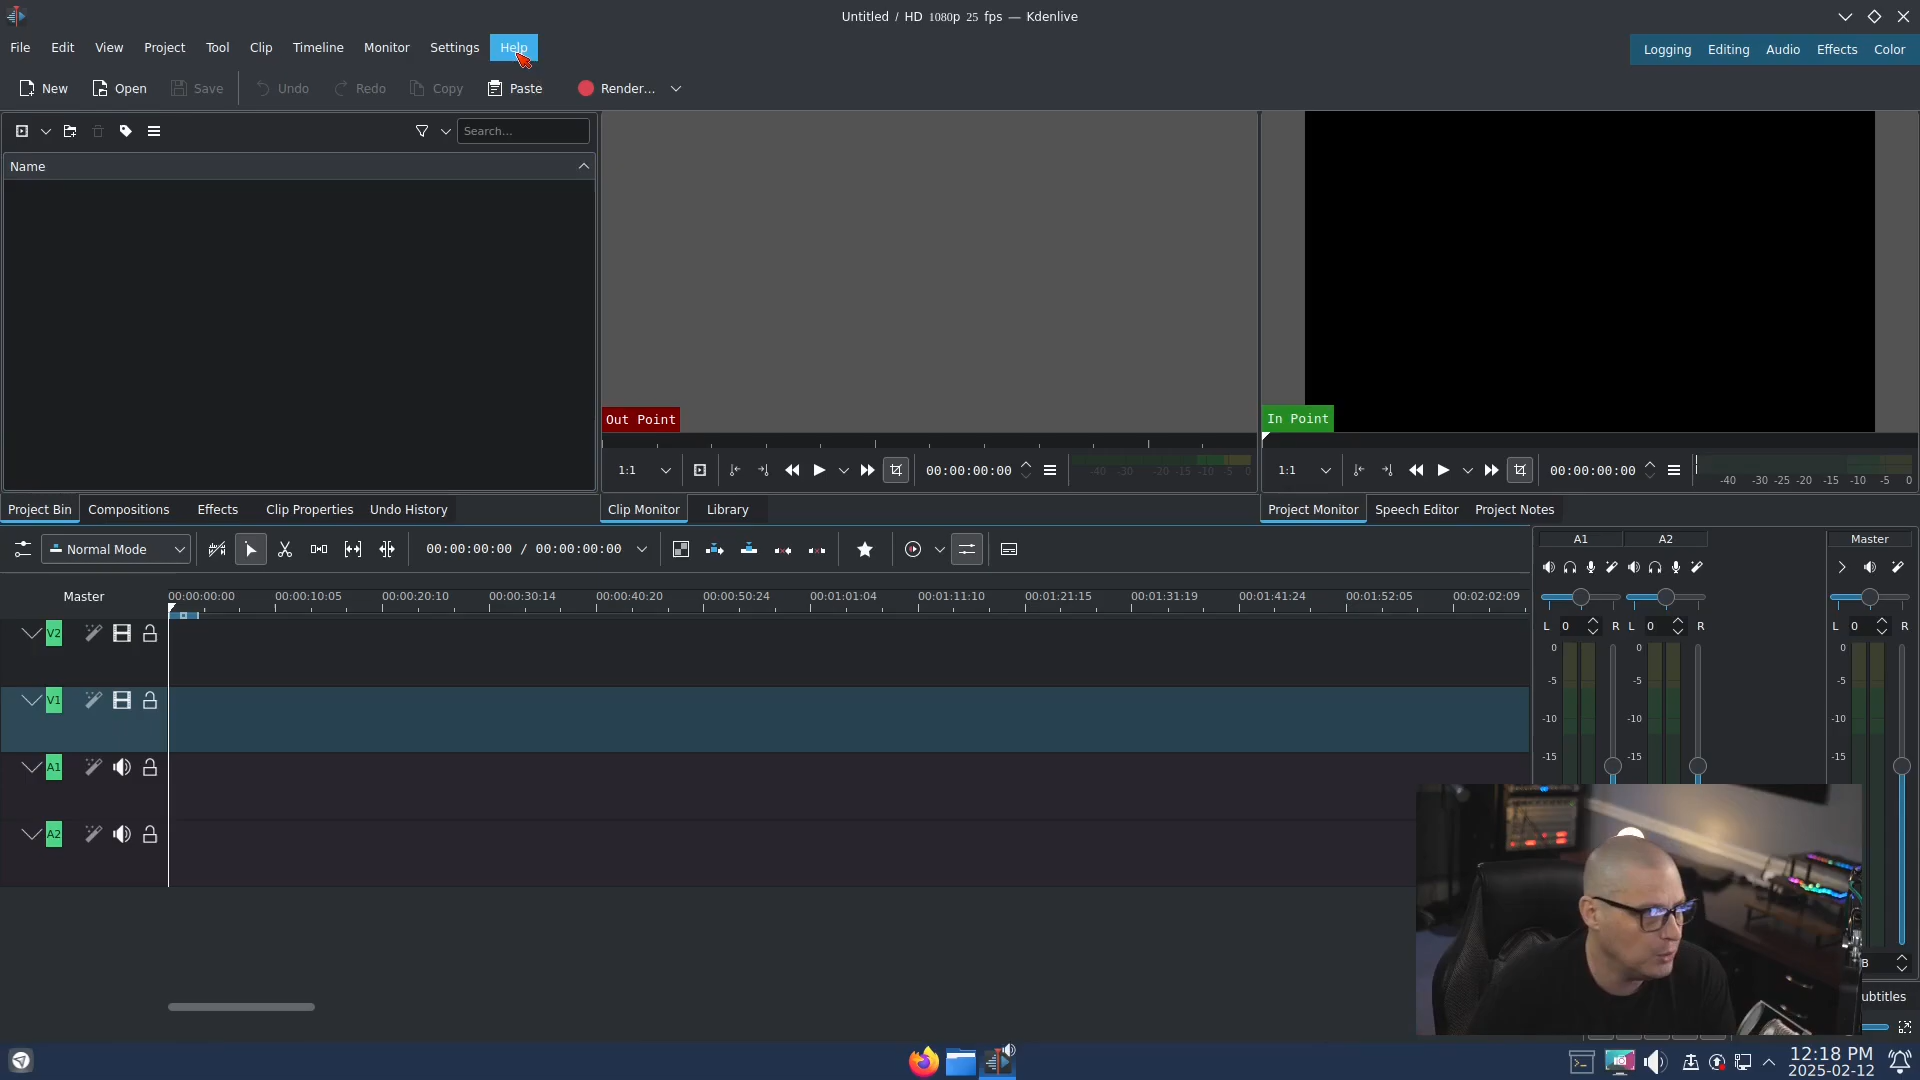 Untitled / HD 1080p 25 fps — Kdenlive
File Edit View Project Tool Clip Timeline Monitor Settings Help
Logging Editing Audio Effects Color
New Open Save Undo Redo Copy Paste Render...
Search...
Name
Out Point
In Point
1:1 00:00:00:00 -40 -30 -20 -15 -10 -5 0
1:1 00:00:00:00 -40 -30 -25 -20 -15 -10 -5 0
Project Bin Compositions Effects Clip Properties Undo History
Clip Monitor Library
Project Monitor Speech Editor Project Notes
Normal Mode 00:00:00:00 / 00:00:00:00
A1 A2 Master
Master 00:00:00:00 00:00:10:05 00:00:20:10 00:00:30:14 00:00:40:20 00:00:50:24 00:01:01:04 00:01:11:10 00:01:21:15 00:01:31:19 00:01:41:24 00:01:52:05 00:02:02:09
L 0 R L 0 R L 0 R
V2
V1
A1
A2
0 0 0
-5 -5 -5
-10 -10 -10
-15 -15 -15
B
ubtitles
12:18 PM
2025-02-12